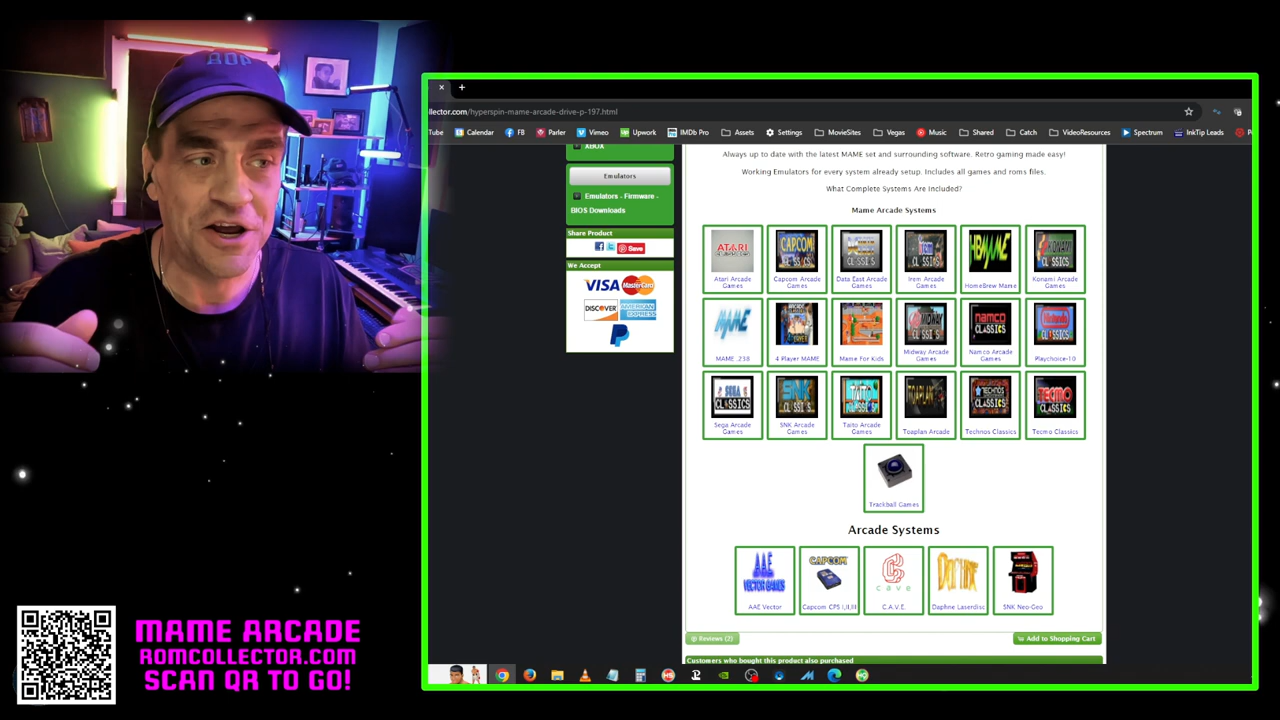 llector.com/hyperspin-mame-arcade-drive-p-197.html
Tube Calendar FB Parler Vimeo Upwork IMDb Pro Assets Settings MovieSites Vegas Music Shared Catch VideoResources Spectrum InkTip Leads
XBOX
Emulators
Emulators - Firmware -
BIOS Downloads
Share Product
Save
We Accept
VISA MasterCard
DISCOVER AMERICAN EXPRESS
Always up to date with the latest MAME set and surrounding software. Retro gaming made easy!
Working Emulators for every system already setup. Includes all games and roms files.
What Complete Systems Are Included?
Mame Arcade Systems
Atari Arcade Games
Capcom Arcade Games
Data East Arcade Games
Irem Arcade Games
HomeBrew Mame
Konami Arcade Games
MAME .238
4 Player MAME
Mame For Kids
Midway Arcade Games
Namco Arcade Games
Playchoice-10
Sega Arcade Games
SNK Arcade Games
Taito Arcade Games
Toaplan Arcade
Technos Classics
Tecmo Classics
Trackball Games
Arcade Systems
AAE Vector
Capcom CPS I,II,III
C.A.V.E.
Daphne Laserdisc
SNK Neo-Geo
Reviews (2)
Add to Shopping Cart
Customers who bought this product also purchased
MAME ARCADE
ROMCOLLECTOR.COM
SCAN QR TO GO!